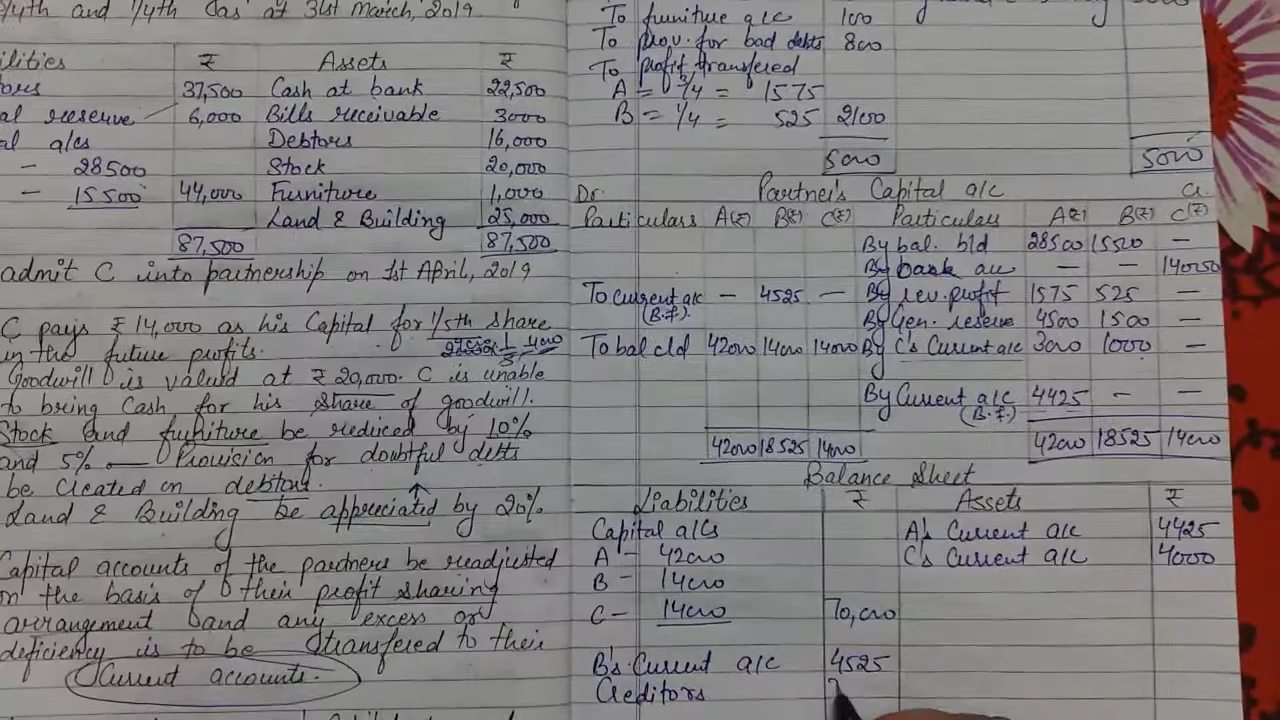 3/4th and 1/4th as at 31st March, 2019
ilities ₹ Assets ₹
ors 37,500 Cash at bank 22,500
al reserve 6,000 Bills receivable 3000
al a/cs Debtors 16,000
- 28500 Stock 20,000
- 15500 44,000 Furniture 1,000
Land & Building 25,000
87,500 87,500
admit C into partnership on 1st April, 2019
C pays ₹ 14,000 as his Capital for 1/5th share
in the future profits.
Goodwill is valued at ₹ 20,000. C is unable
to bring Cash for his share of goodwill.
Stock and furniture be reduced by 10%
and 5% — Provision for doubtful debts
be created on debtors.
Land & Building be appreciated by 20%
Capital accounts of the partners be readjusted
on the basis of their profit sharing
arrangement and any excess or
deficiency is to be transfered to their
Current accounts.
To furniture a/c 100
To prov. for bad debts 800
To profit transfered
A = 3/4 = 1575
B = 1/4 = 525 2100
5000 5000
Partner's Capital a/c
Dr. Cr.
Particulars A(₹) B(₹) C(₹) Particulars A(₹) B(₹) C(₹)
By bal. b/d 28500 15500 —
By bank a/c — — 14000
To current a/c — 4525 — By rev. profit 1575 525 —
(B.f).
By Gen. reserve 4500 1500 —
To bal c/d 42000 14000 14000 By C's Current a/c 3000 1000 —
By Current a/c 4425 — —
(B.f.)
42000 18525 14000 42000 18525 14000
Balance Sheet
Liabilities ₹ Assets ₹
Capital a/cs A's Current a/c 4425
A - 42000 C's Current a/c 4000
B - 14000
C - 14000 70,000
B's Current a/c 4525
Creditors